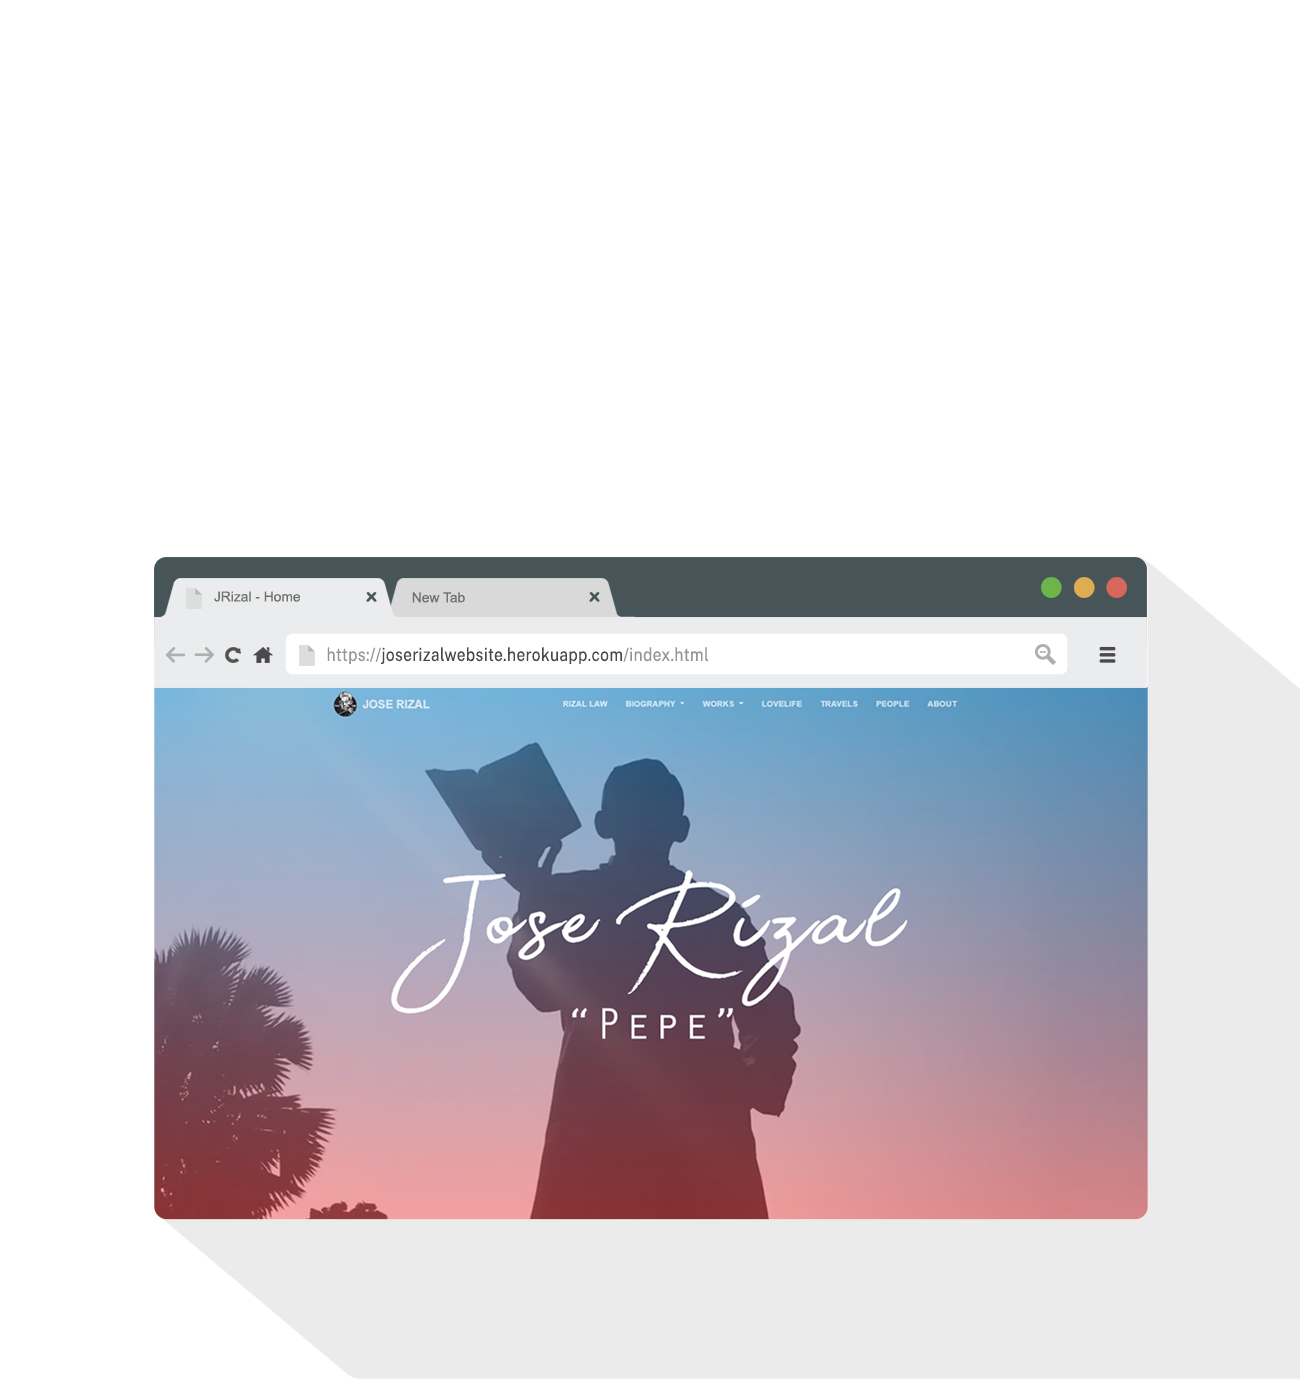 JRizal - Home
New Tab
https://joserizalwebsite.herokuapp.com/index.html
JOSE RIZAL
RIZAL LAW BIOGRAPHY WORKS LOVELIFE TRAVELS PEOPLE ABOUT
Jose Rizal
“PEPE”